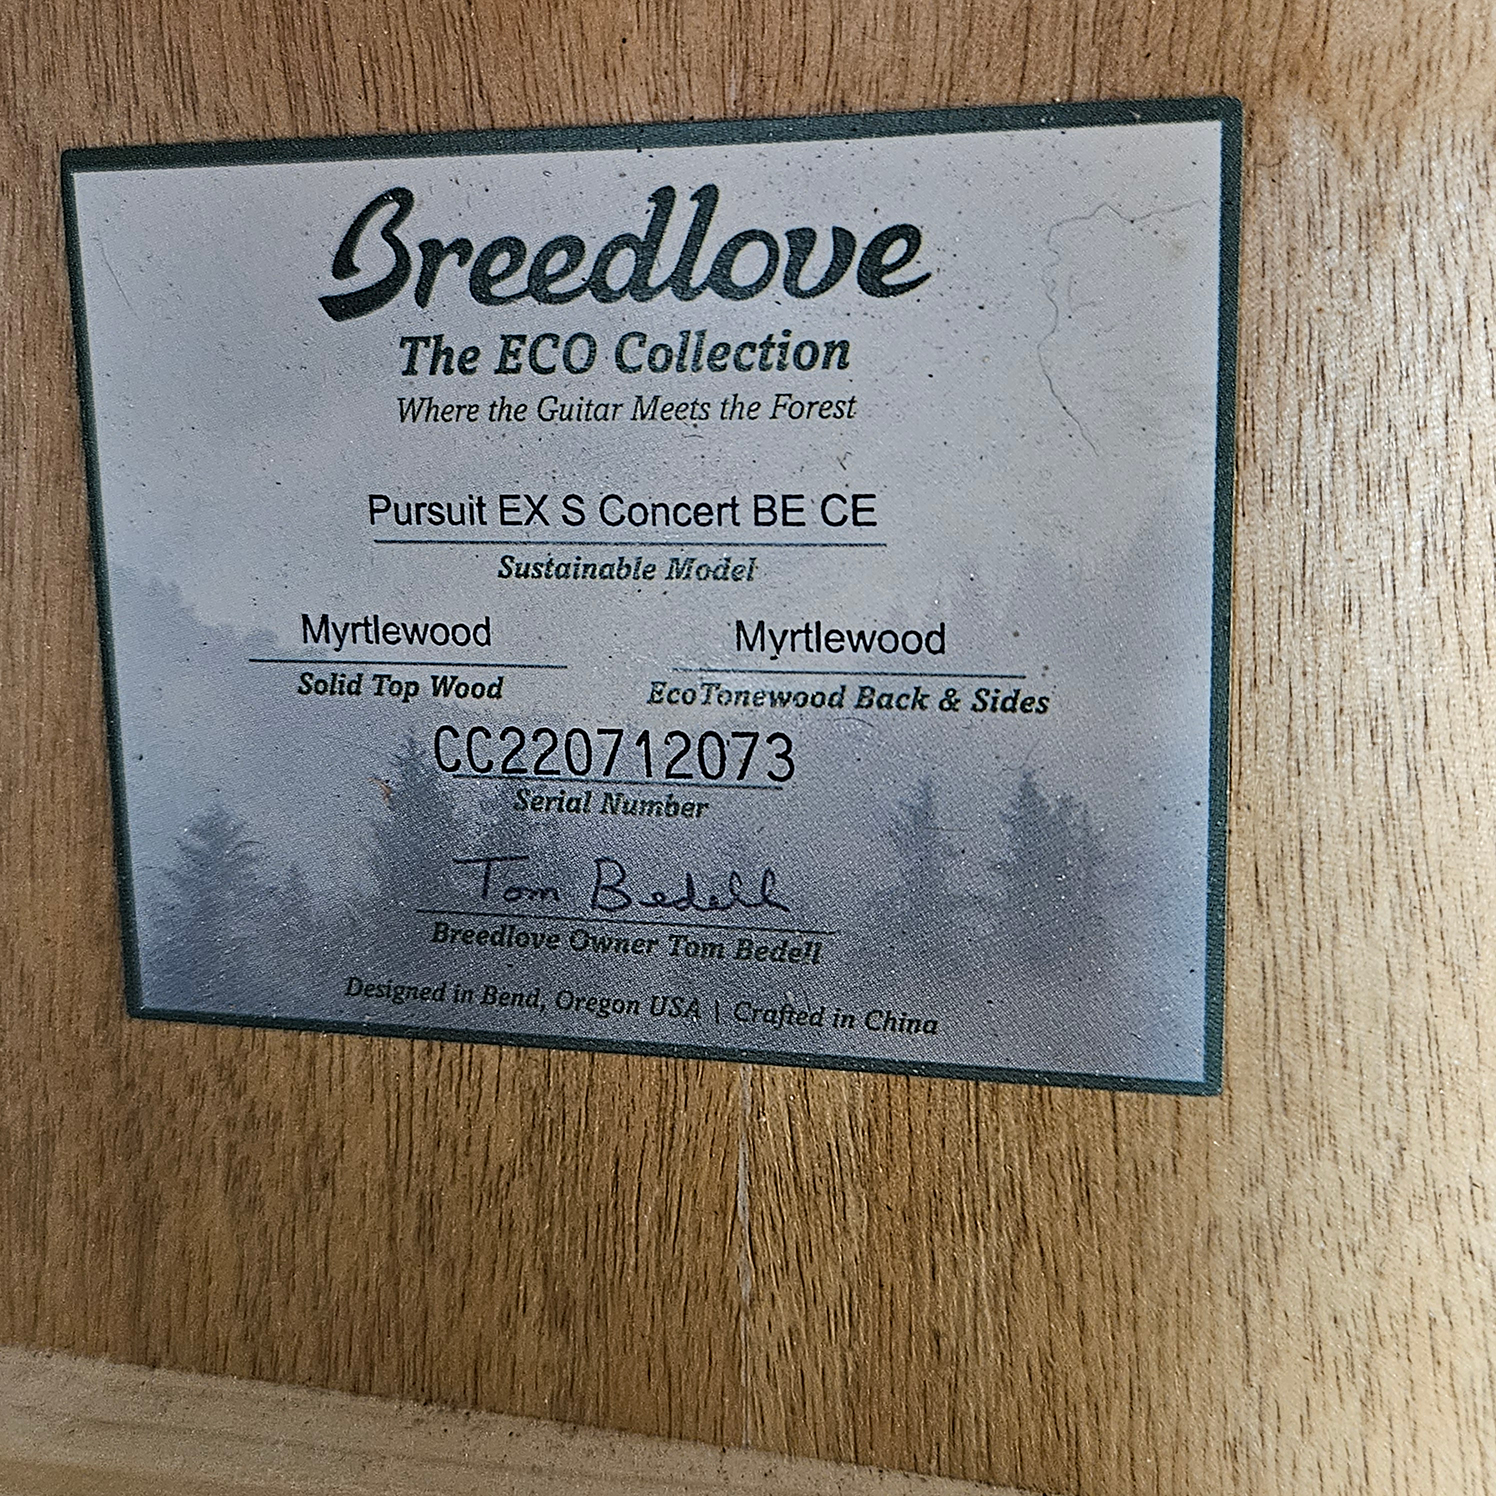 Breedlove
The ECO Collection
Where the Guitar Meets the Forest
Pursuit EX S Concert BE CE
Sustainable Model
Myrtlewood Myrtlewood
Solid Top Wood EcoTonewood Back & Sides
CC220712073
Serial Number
Tom Bedell
Breedlove Owner Tom Bedell
Designed in Bend, Oregon USA | Crafted in China